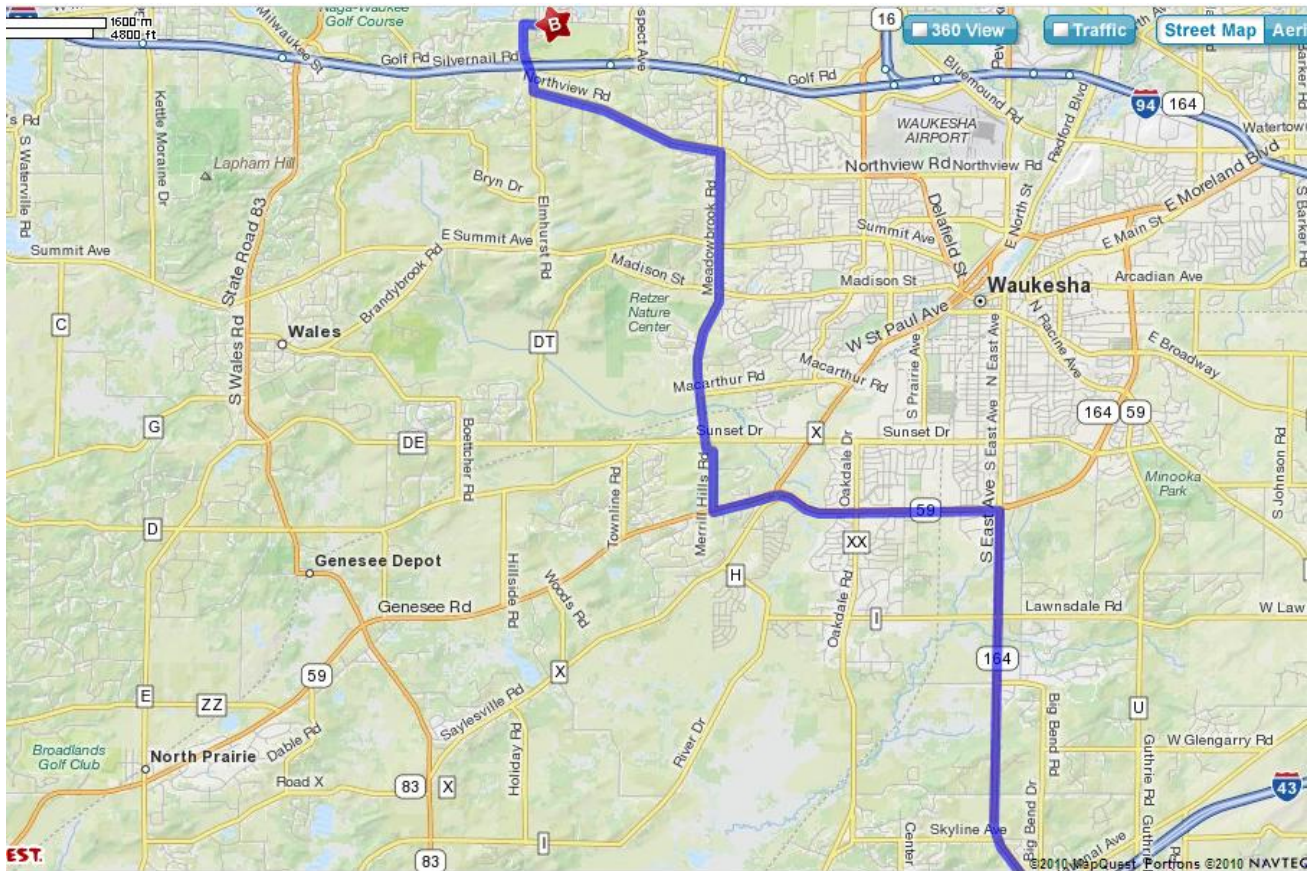 1600 m
4800 ft
Naga-Waukee
Golf Course
B
16
360 View
Traffic
Street Map
Milwaukee St
Golf Rd
Silvernail Rd
Golf Rd
Bluemound Rd
Redford Blvd
94
164
Northview Rd
WAUKESHA
AIRPORT
Kettle Moraine Dr
Lapham Hill
S Waterville Rd
Bryn Dr
Northview Rd
Northview Rd
E Moreland Blvd
E North St
Elmhurst Rd
Meadowbrook Rd
Delafield St
S Barker Rd
Summit Ave
E Summit Ave
Summit Ave
E Main St
S Wales Rd
State Road 83
Brandybrook Rd
Madison St
Madison St
Arcadian Ave
Retzer
Nature
Center
Waukesha
C
Wales
DT
W St Paul Ave
N East Ave
N Racine Ave
E Broadway
Macarthur Rd
Macarthur Rd
S Prairie Ave
G
DE
Boettcher Rd
Sunset Dr
X
Sunset Dr
S East Ave
164
59
Oakdale Dr
Minooka
Park
S Johnson Rd
D
Townline Rd
Merrill Hills Rd
59
S East Ave
XX
Genesee Depot
Hillside Rd
Woods Rd
H
Genesee Rd
Oakdale Rd
I
Lawnsdale Rd
W Law
59
X
164
E
ZZ
Saylesville Rd
Holiday Rd
River Dr
Big Bend Rd
U
Broadlands
Golf Club
North Prairie
Dable Rd
Road X
83
X
W Glengarry Rd
Guthrie Rd
43
Skyline Ave
Big Bend Dr
Guthrie
Center
I
83
EST.
©2010 MapQuest Portions ©2010 NAVTEQ